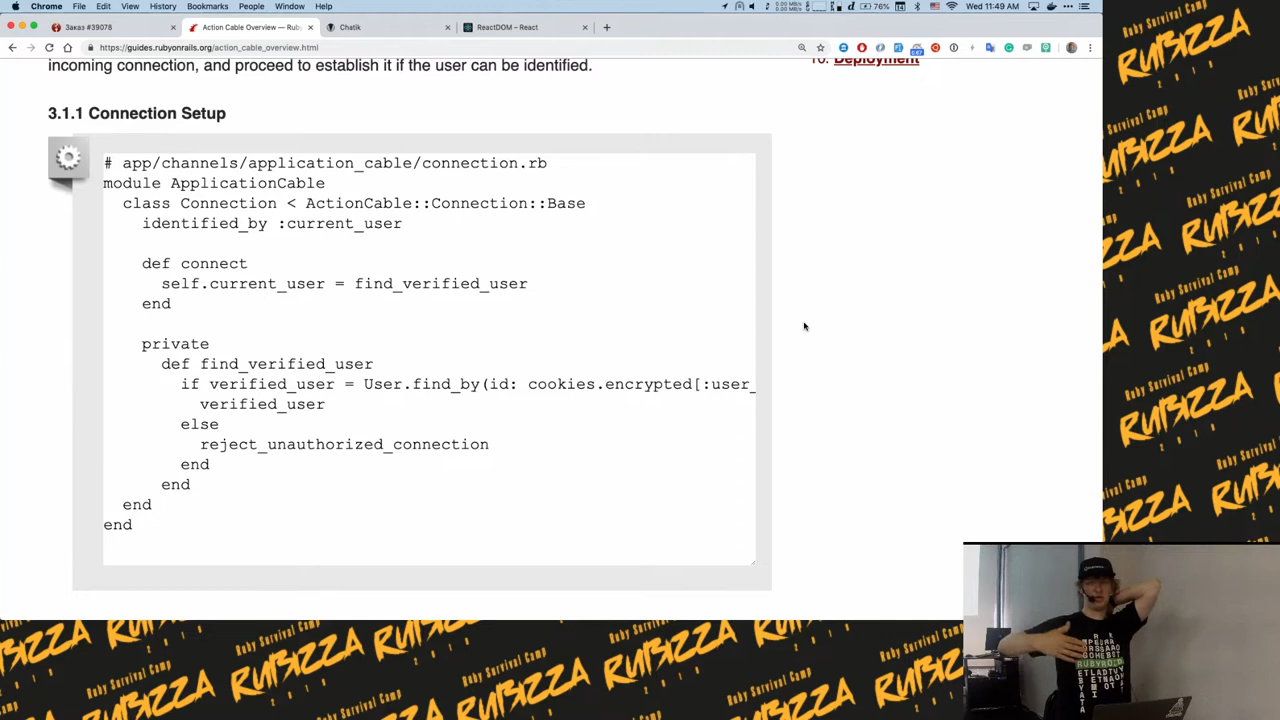 Chrome File Edit View History Bookmarks People Window Help
76%
Wed 11:49 AM
Заказ #39078
Action Cable Overview — Ruby
Chatik
ReactDOM – React
https://guides.rubyonrails.org/action_cable_overview.html
incoming connection, and proceed to establish it if the user can be identified.
10. Deployment
3.1.1 Connection Setup
# app/channels/application_cable/connection.rb
module ApplicationCable
class Connection < ActionCable::Connection::Base
identified_by :current_user
def connect
self.current_user = find_verified_user
end
private
def find_verified_user
if verified_user = User.find_by(id: cookies.encrypted[:user_
verified_user
else
reject_unauthorized_connection
end
end
end
end
Ruby Survival Camp
RUBIZZA
2018